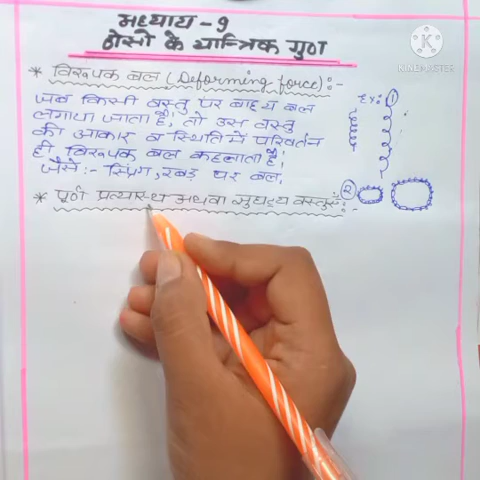 अध्याय - 9
ठोसो के यान्त्रिक गुण
* विरूपक बल (Deforming force) :-
जब किसी वस्तु पर बाह्य बल
लगाया जाता है। तो उस वस्तु
की आकार व स्थिति में परिवर्तन
ही विरूपक बल कहलाता है।
जैसे :- स्प्रिंग, रबड़ पर बल.
Ex: ①
②
* पूर्ण प्रत्यास्थ अथवा सुघट्य वस्तुएँ :-
K
KINEMASTER